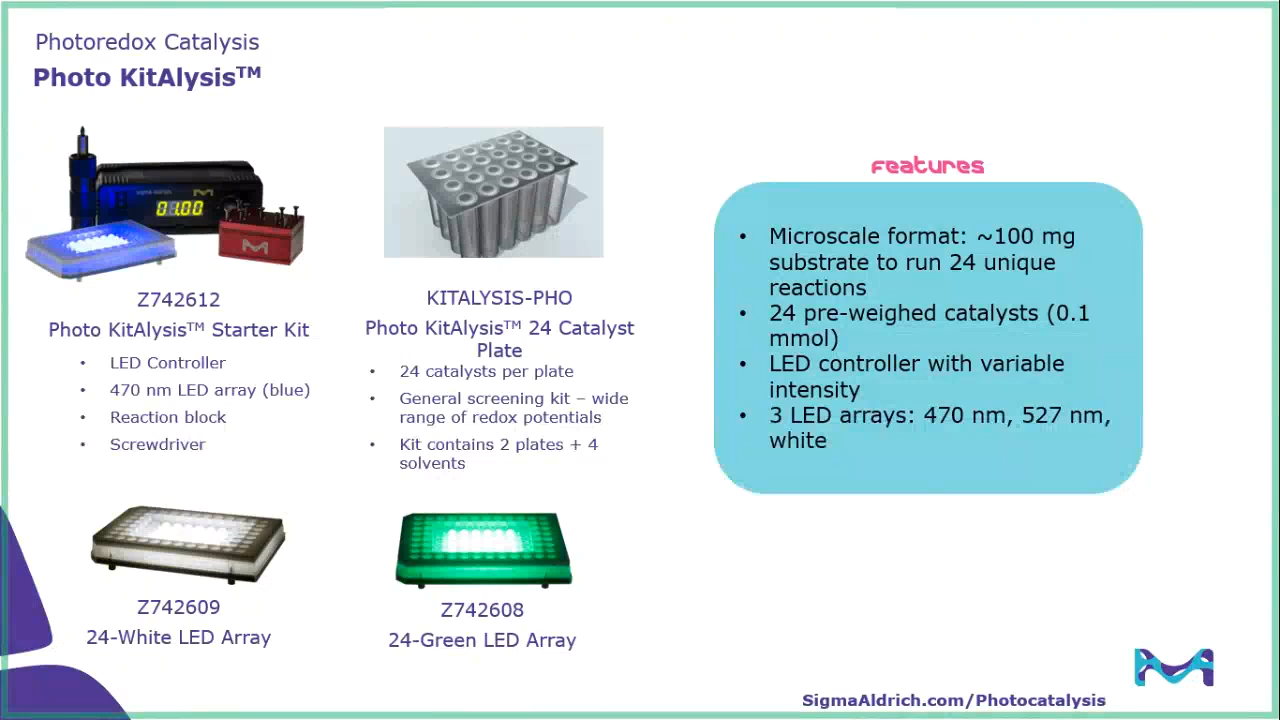 Photoredox Catalysis
Photo KitAlysis™
01.00
Z742612
Photo KitAlysis™ Starter Kit
• LED Controller
• 470 nm LED array (blue)
• Reaction block
• Screwdriver
KITALYSIS-PHO
Photo KitAlysis™ 24 Catalyst
Plate
• 24 catalysts per plate
• General screening kit – wide
range of redox potentials
• Kit contains 2 plates + 4
solvents
Z742609
24-White LED Array
Z742608
24-Green LED Array
Features
• Microscale format: ~100 mg
substrate to run 24 unique
reactions
• 24 pre-weighed catalysts (0.1
mmol)
• LED controller with variable
intensity
• 3 LED arrays: 470 nm, 527 nm,
white
SigmaAldrich.com/Photocatalysis